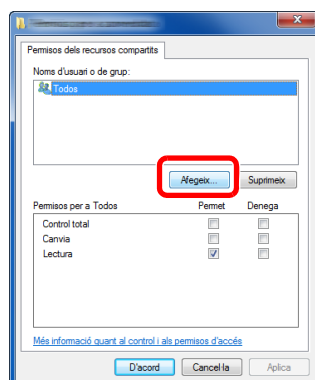 Permisos dels recursos compartits
Noms d'usuari o de grup:
Todos
Afegeix...
Suprimeix
Permisos per a Todos Permet Denega
Control total
Canvia
Lectura
Més informació quant al control i als permisos d'accés
D'acord Cancel·la Aplica